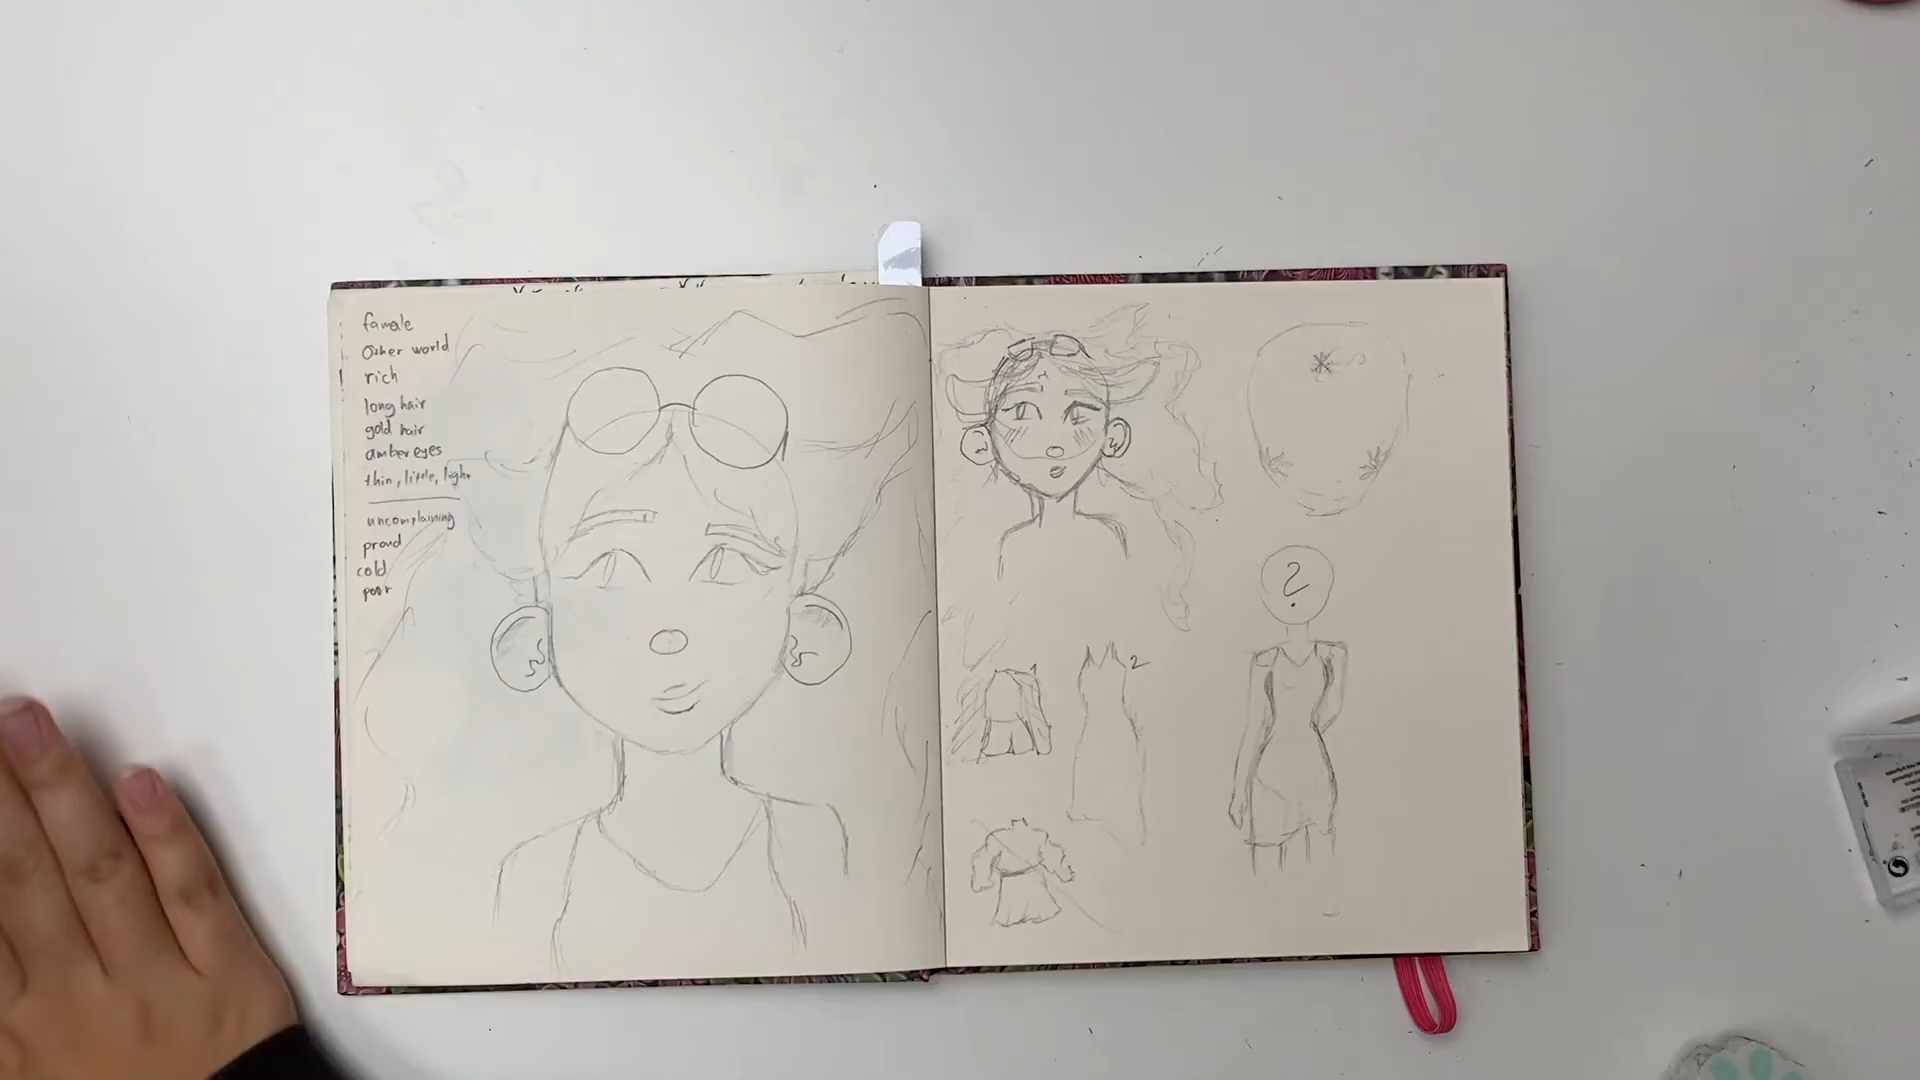 famale
Other world
rich
long hair
gold hair
amber eyes
thin, little, light
uncomplaining
proud
cold
poor
2
?